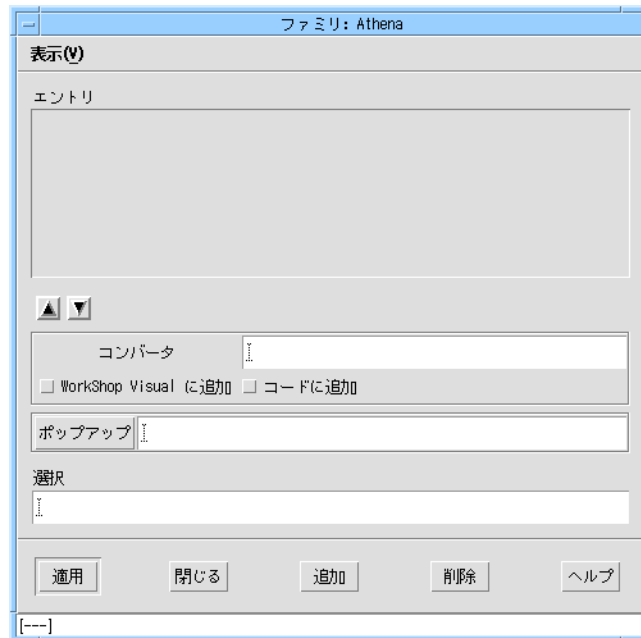 ファミリ: Athena
表示(V)
エントリ
コンバータ
WorkShop Visual に追加 コードに追加
ポップアップ
選択
適用 閉じる 追加 削除 ヘルプ
[---]